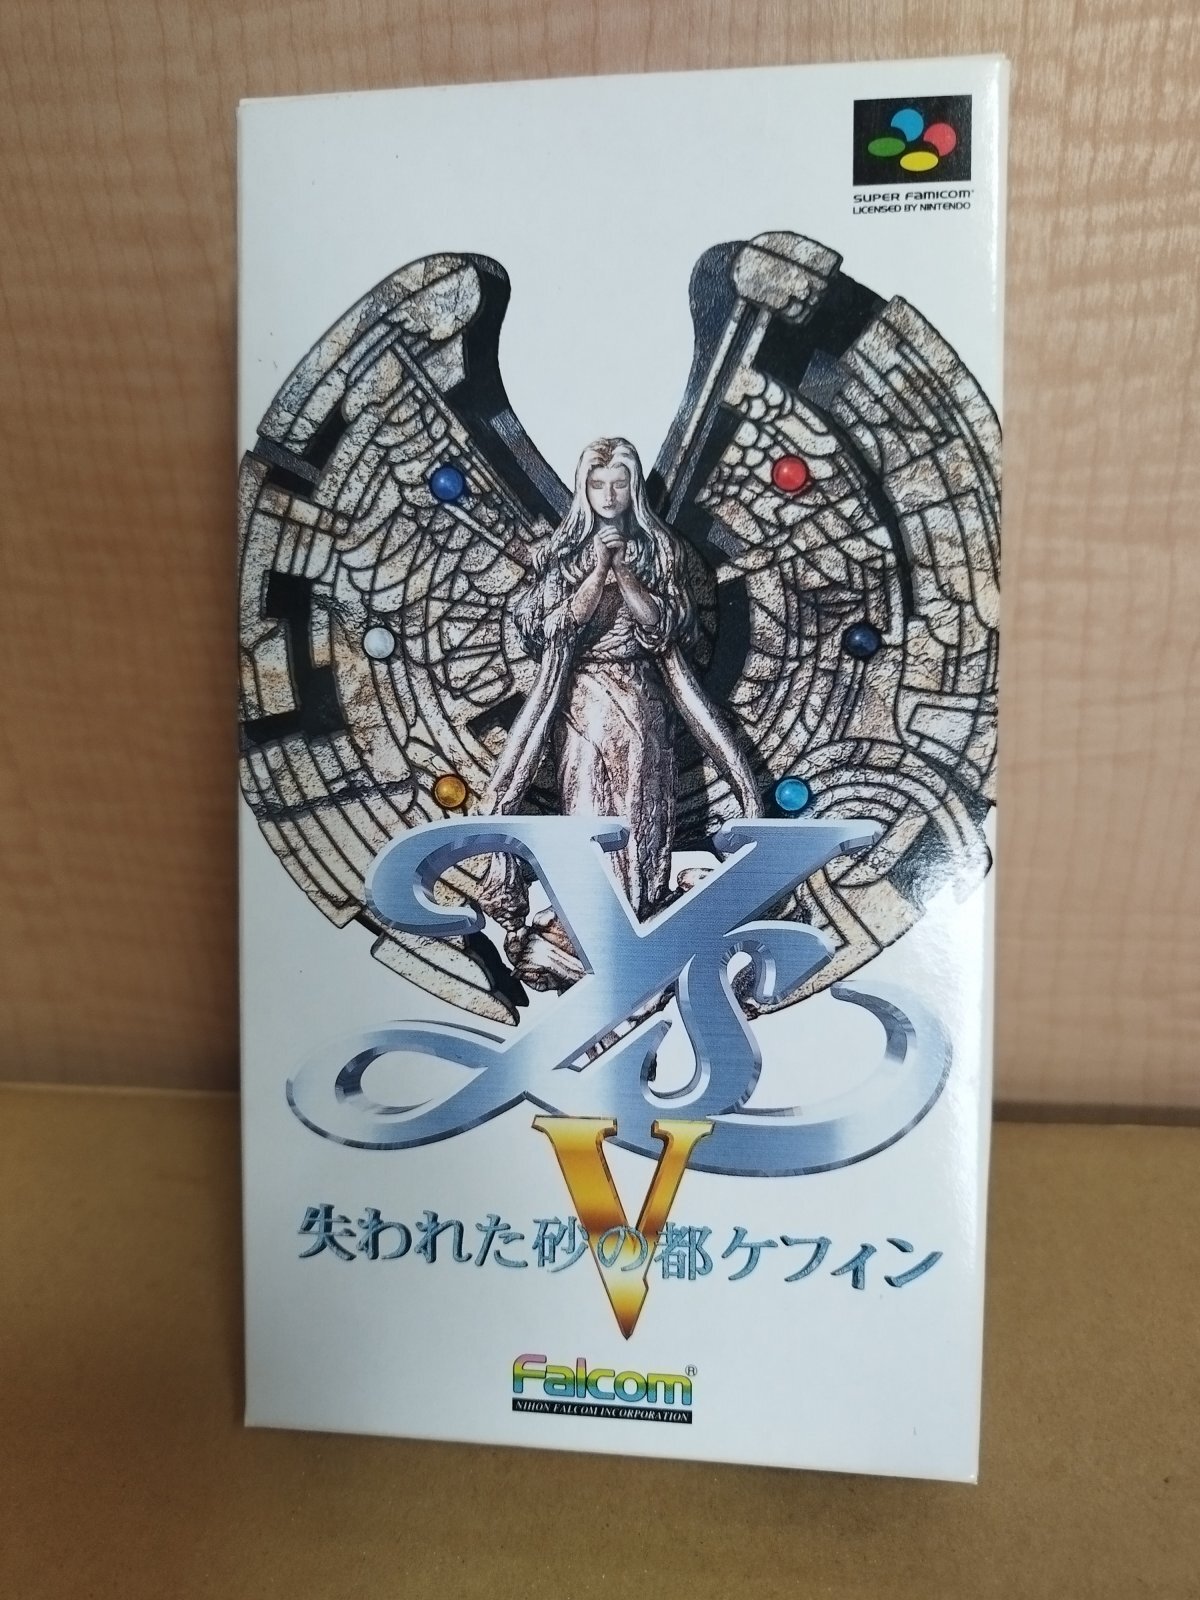 SUPER FAMICOM
LICENSED BY NINTENDO
Ys
V
失われた砂の都ケフィン
Falcom®
NIHON FALCOM INCORPORATION